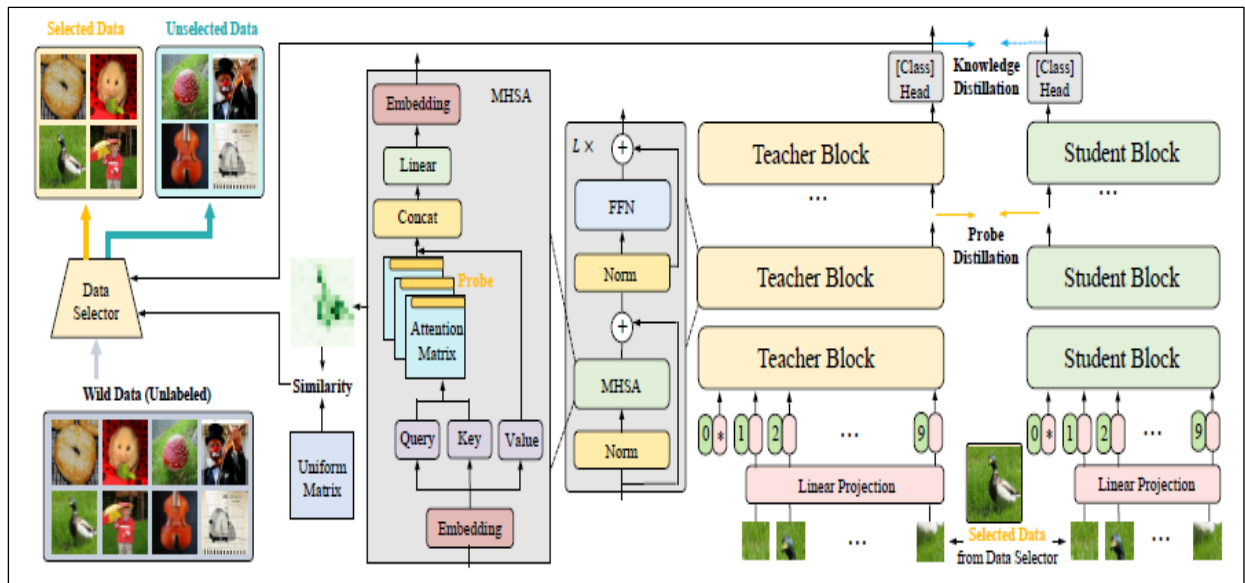 Selected Data
Unselected Data
Data
Selector
Wild Data (Unlabeled)
Similarity
Uniform
Matrix
MHSA
Embedding
Linear
Concat
Probe
Attention
Matrix
Query
Key
Value
Embedding
L ×
+
FFN
Norm
+
MHSA
Norm
[Class]
Head
Knowledge
Distillation
[Class]
Head
Teacher Block
Student Block
...
...
Probe
Distillation
Teacher Block
Student Block
Teacher Block
Student Block
0 * 1 2 ... 9
0 * 1 2 ... 9
Linear Projection
Linear Projection
...
Selected Data
from Data Selector
...